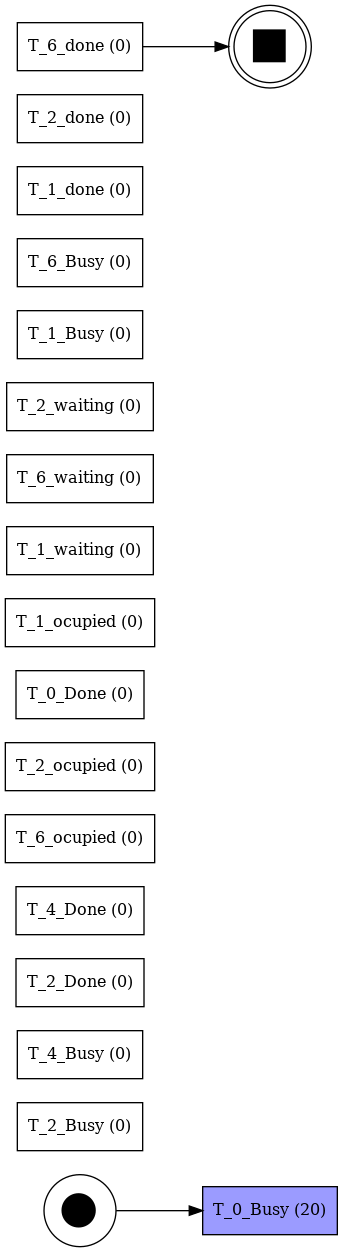 T_6_done (0)
T_2_done (0)
T_1_done (0)
T_6_Busy (0)
T_1_Busy (0)
T_2_waiting (0)
T_6_waiting (0)
T_1_waiting (0)
T_1_ocupied (0)
T_0_Done (0)
T_2_ocupied (0)
T_6_ocupied (0)
T_4_Done (0)
T_2_Done (0)
T_4_Busy (0)
T_2_Busy (0)
T_0_Busy (20)